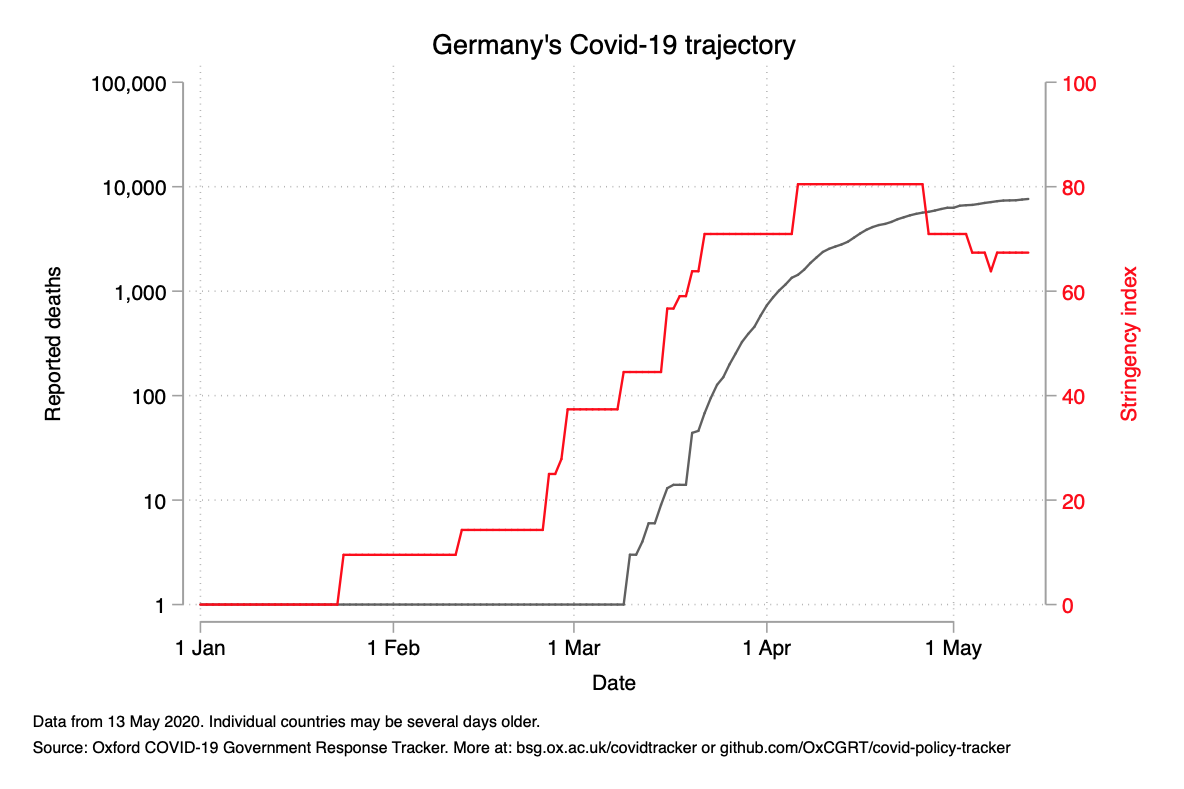 Germany's Covid-19 trajectory
100,000
10,000
1,000
100
10
1
Reported deaths
100
80
60
40
20
0
Stringency index
1 Jan
1 Feb
1 Mar
1 Apr
1 May
Date
Data from 13 May 2020. Individual countries may be several days older.
Source: Oxford COVID-19 Government Response Tracker. More at: bsg.ox.ac.uk/covidtracker or github.com/OxCGRT/covid-policy-tracker